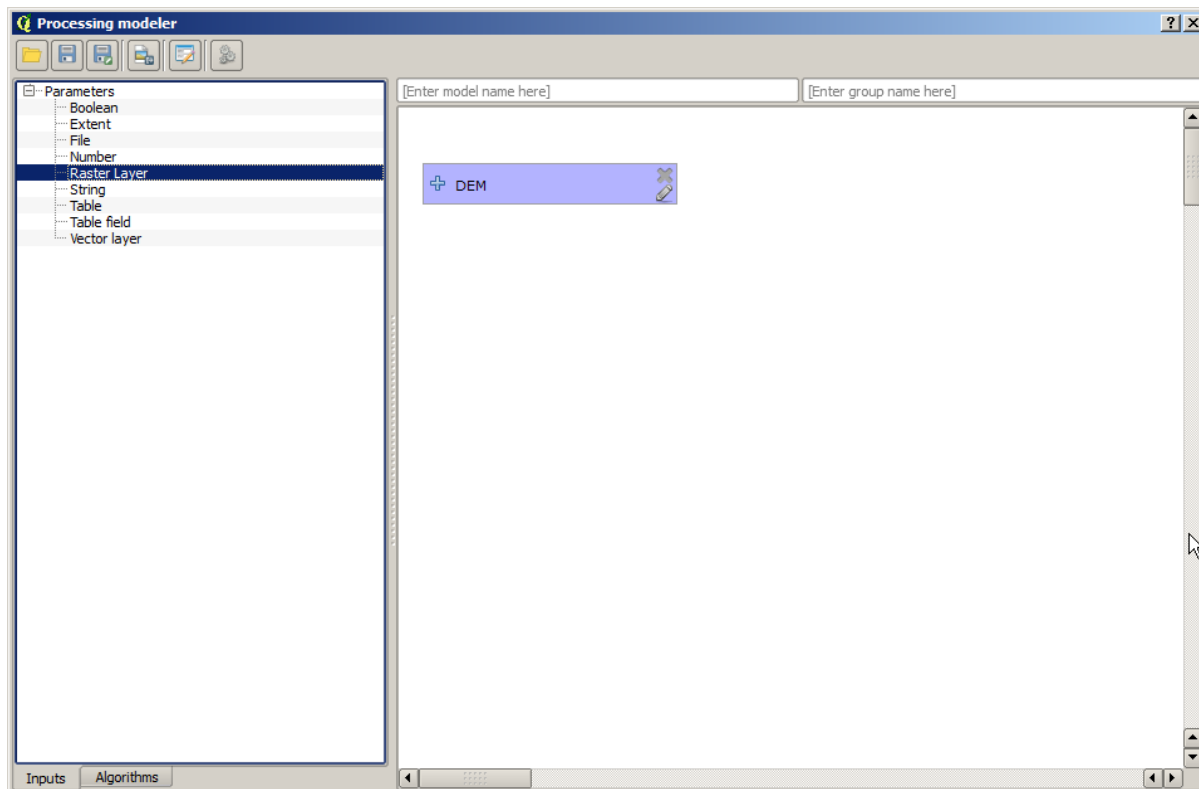 Processing modeler
Parameters
Boolean
Extent
File
Number
Raster Layer
String
Table
Table field
Vector layer
[Enter model name here]
[Enter group name here]
DEM
Inputs
Algorithms